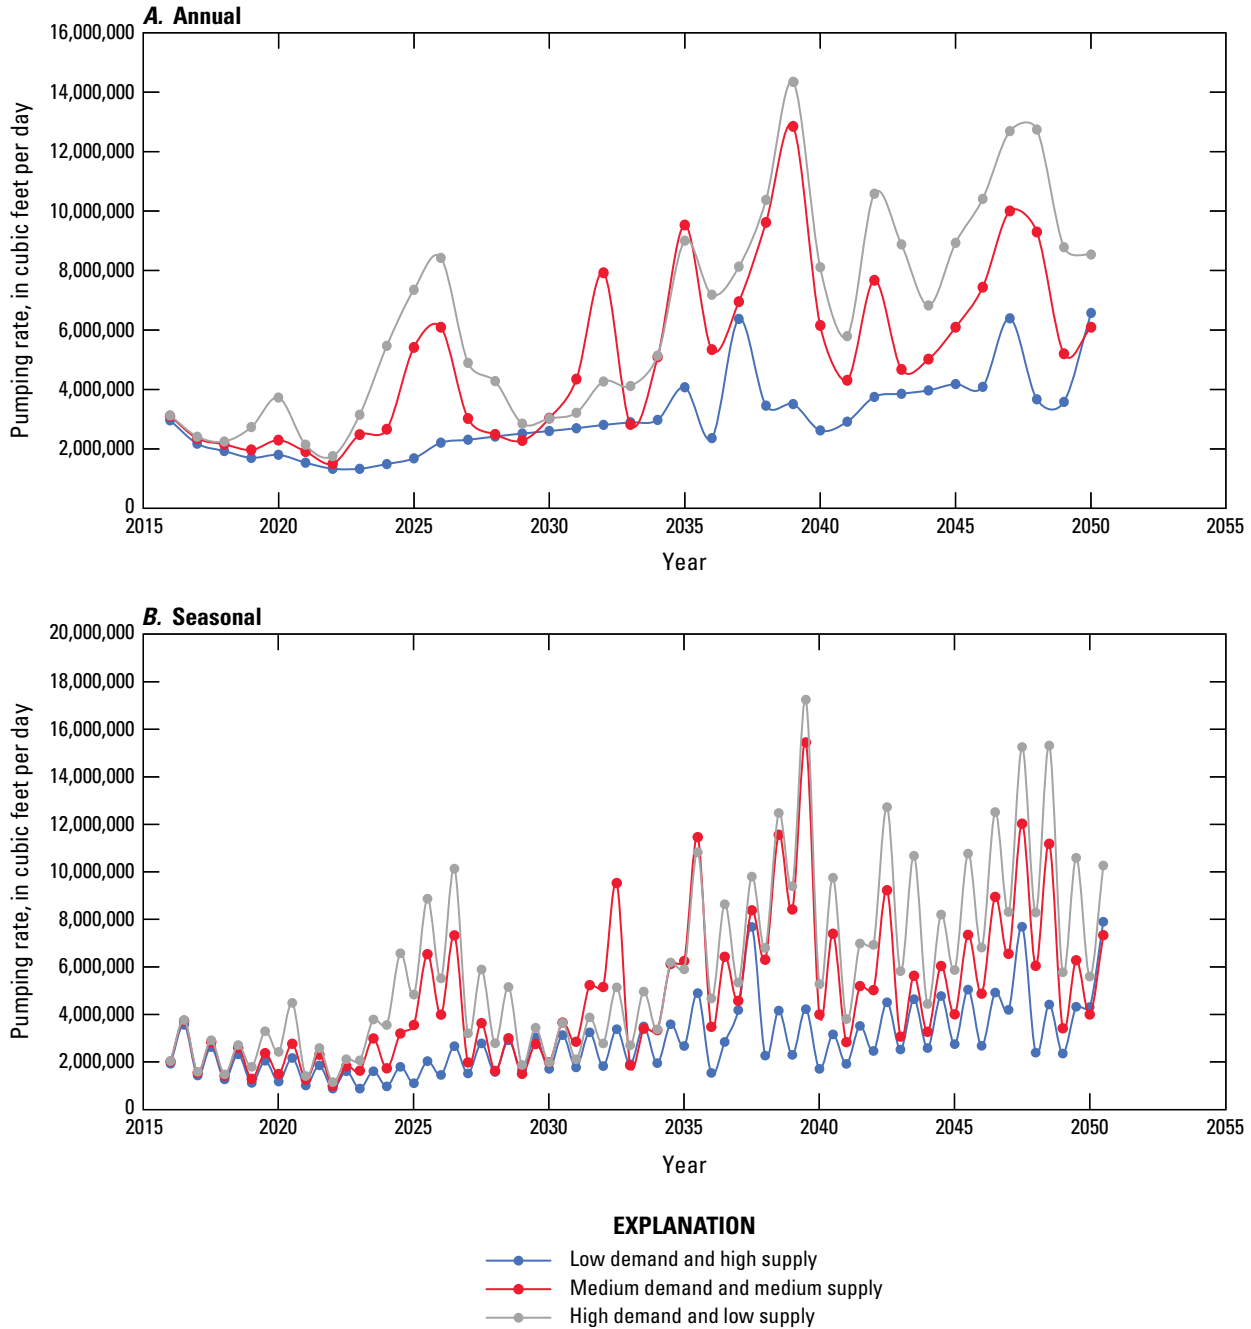 A. Annual
Pumping rate, in cubic feet per day
16,000,000
14,000,000
12,000,000
10,000,000
8,000,000
6,000,000
4,000,000
2,000,000
0
2015 2020 2025 2030 2035 2040 2045 2050 2055
Year
B. Seasonal
Pumping rate, in cubic feet per day
20,000,000
18,000,000
16,000,000
14,000,000
12,000,000
10,000,000
8,000,000
6,000,000
4,000,000
2,000,000
0
2015 2020 2025 2030 2035 2040 2045 2050 2055
Year
EXPLANATION
Low demand and high supply
Medium demand and medium supply
High demand and low supply